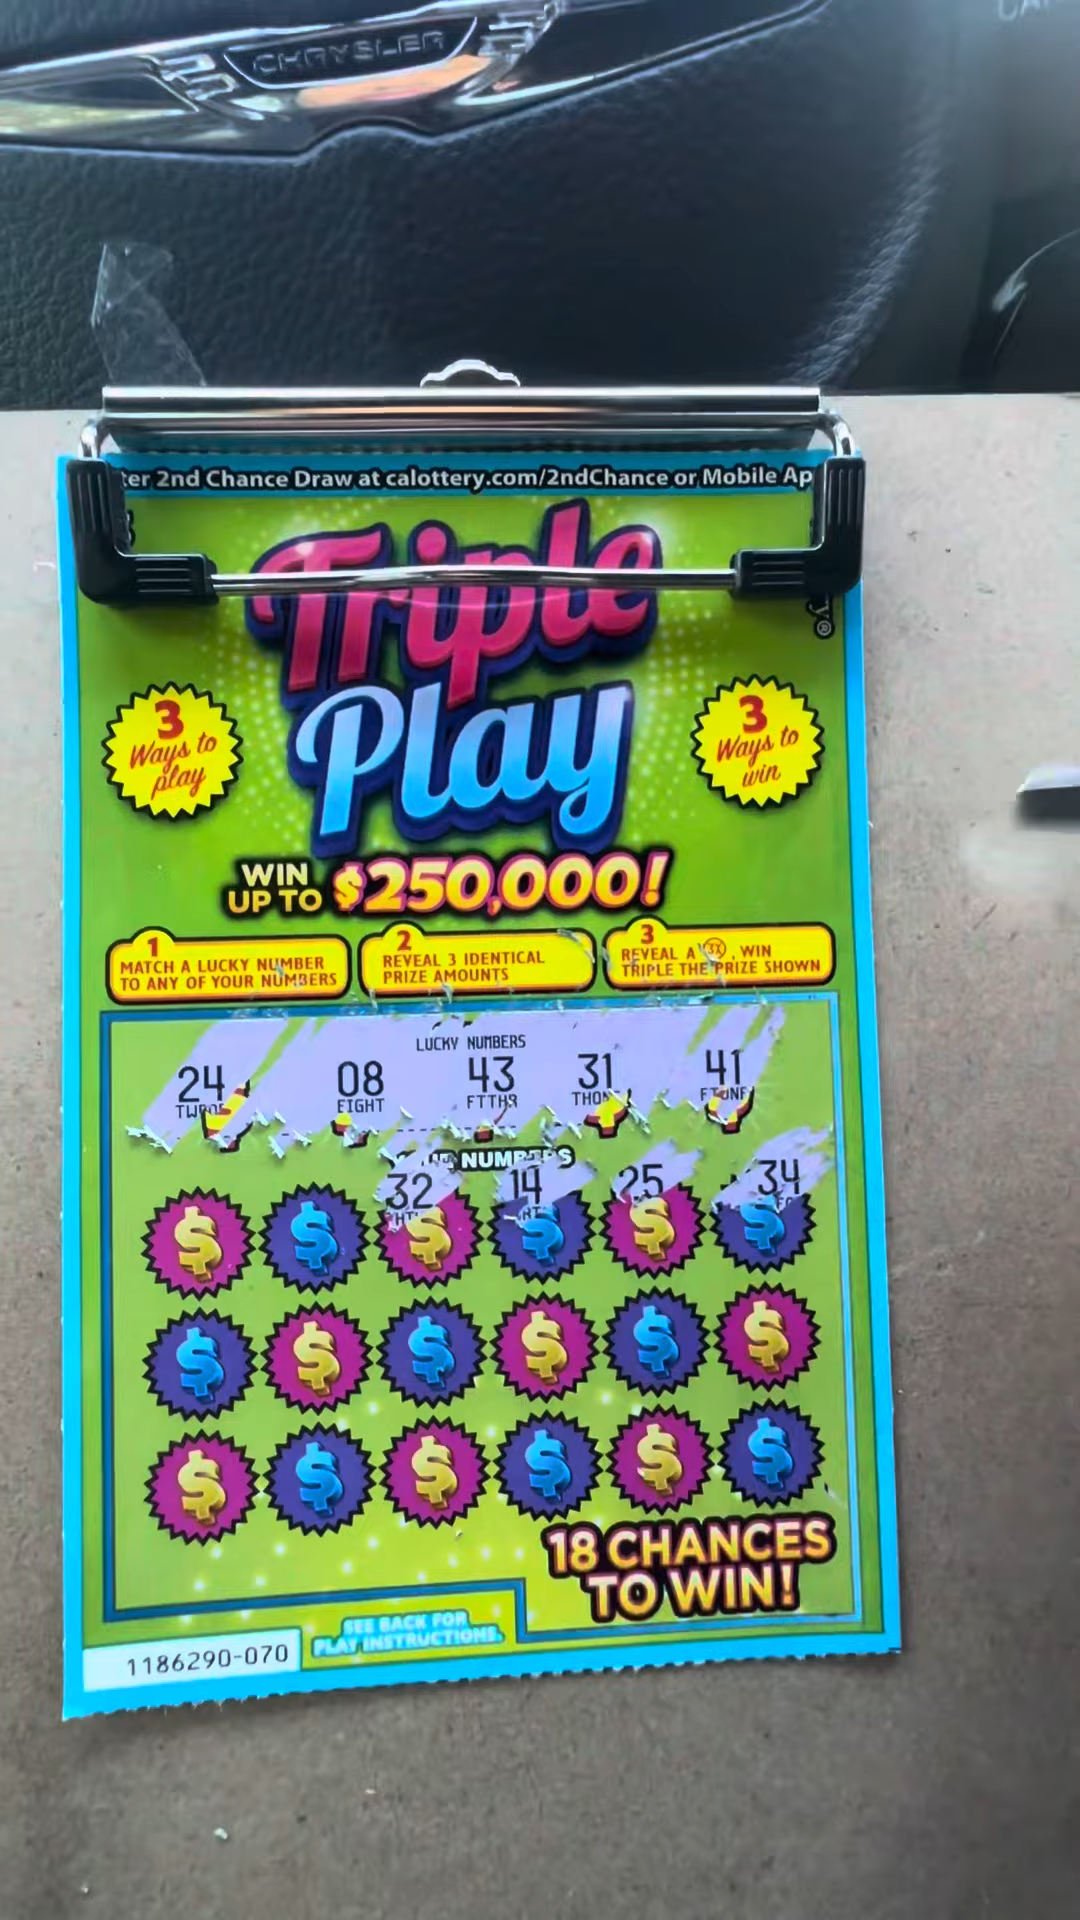 CHRYSLER
ter 2nd Chance Draw at calottery.com/2ndChance or Mobile Ap
Triple
Play
3
Ways to
play
3
Ways to
win
WIN
UP TO $250,000!
1
MATCH A LUCKY NUMBER
TO ANY OF YOUR NUMBERS
2
REVEAL 3 IDENTICAL
PRIZE AMOUNTS
3
REVEAL A 3X, WIN
TRIPLE THE PRIZE SHOWN
LUCKY NUMBERS
24 08 43 31 41
EIGHT FTTHR
NUMBERS
32 14 25 34
18 CHANCES
TO WIN!
SEE BACK FOR
PLAY INSTRUCTIONS.
1186290-070